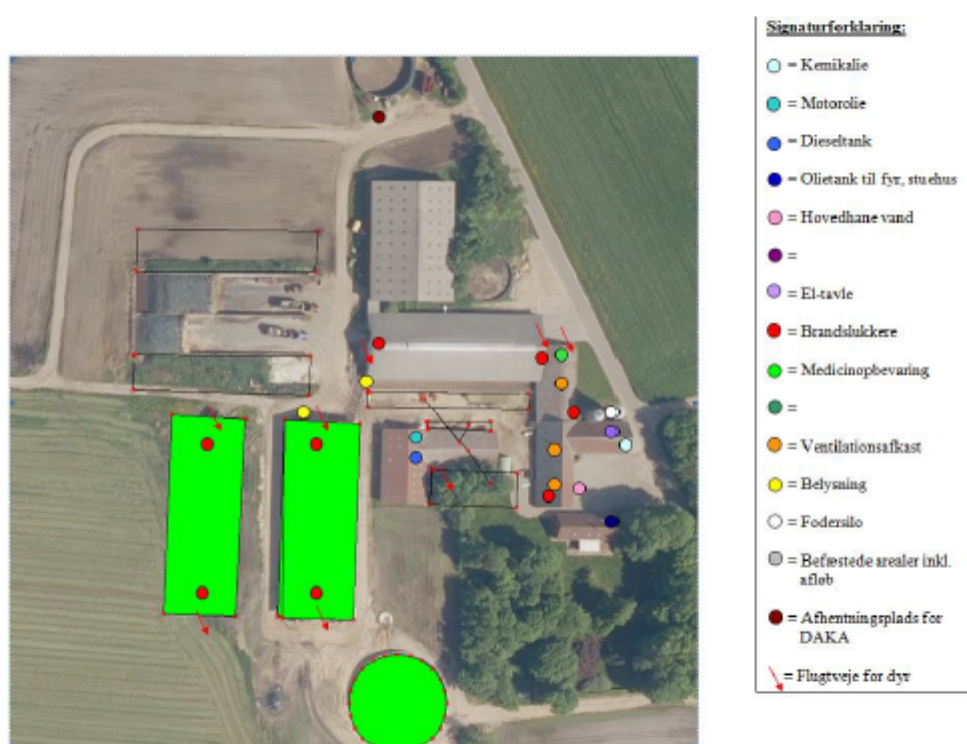 Signaturforklaring:
= Kemikalie
= Motorolie
= Dieseltank
= Olietank til fyr, stuehus
= Hovedhane vand
=
= El-tavle
= Brandslukkere
= Medicinopbevaring
=
= Ventilationsafkast
= Belysning
= Fodersilo
= Befæstede arealer inkl.
afløb
= Afhentningsplads for
DAKA
= Flugtveje for dyr